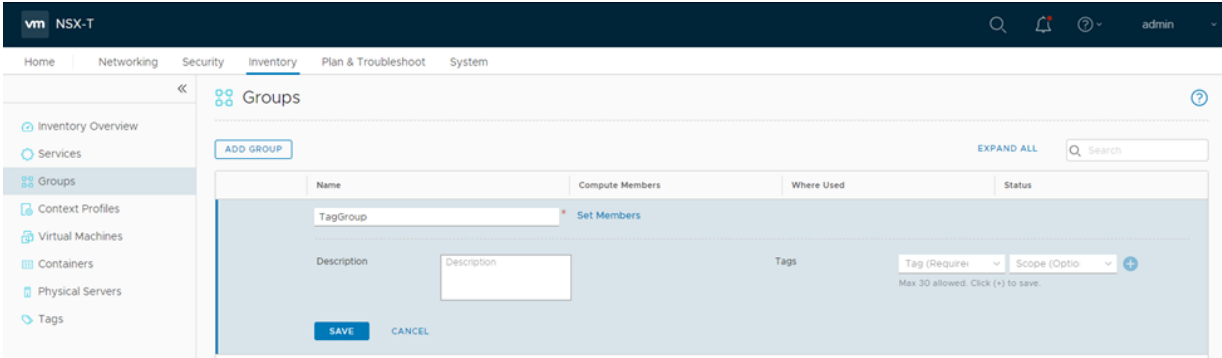 vm NSX-T admin
Home Networking Security Inventory Plan & Troubleshoot System
«
Groups
Inventory Overview
Services
Groups
Context Profiles
Virtual Machines
Containers
Physical Servers
Tags
ADD GROUP EXPAND ALL Search
Name Compute Members Where Used Status
TagGroup * Set Members
Description Description Tags Tag (Require Scope (Optio
Max 30 allowed. Click (+) to save.
SAVE CANCEL